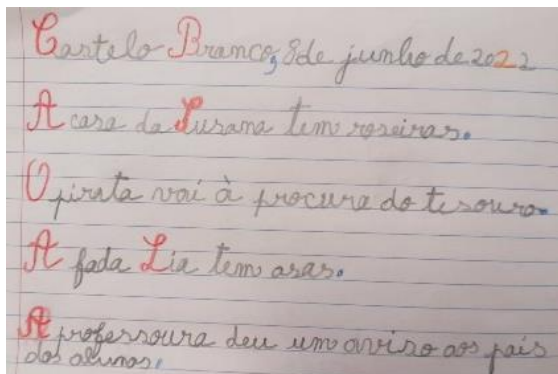 Castelo Branco, 8 de junho de 2022
A casa da Susana tem roseiras.
O pirata vai à procura do tesouro.
A fada Lia tem asas.
A professoura deu um aviso aos pais
dos alunos.